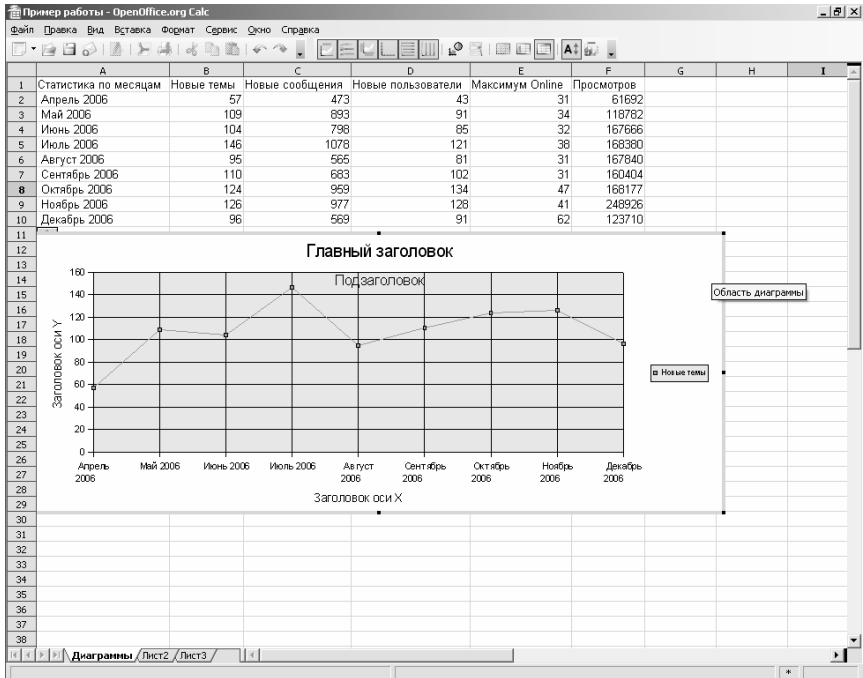 Пример работы - OpenOffice.org Calc
Файл Правка Вид Вставка Формат Сервис Окно Справка
A B C D E F G H I
1 Статистика по месяцам Новые темы Новые сообщения Новые пользователи Максимум Online Просмотров
2 Апрель 2006 57 473 43 31 61692
3 Май 2006 109 893 91 34 118782
4 Июнь 2006 104 798 85 32 167666
5 Июль 2006 146 1078 121 38 168380
6 Август 2006 95 565 81 31 167840
7 Сентябрь 2006 110 683 102 31 160404
8 Октябрь 2006 124 959 134 47 168177
9 Ноябрь 2006 126 977 128 41 248926
10 Декабрь 2006 96 569 91 62 123710
11
12
13
14
15
16
17
18
19
20
21
22
23
24
25
26
27
28
29
30
31
32
33
34
35
36
37
38
Главный заголовок
Подзаголовок
Область диаграммы
Заголовок оси Y
160
140
120
100
80
60
40
20
0
Новые темы
Апрель 2006 Май 2006 Июнь 2006 Июль 2006 Август 2006 Сентябрь 2006 Октябрь 2006 Ноябрь 2006 Декабрь 2006
Заголовок оси X
Диаграммы Лист2 Лист3
*